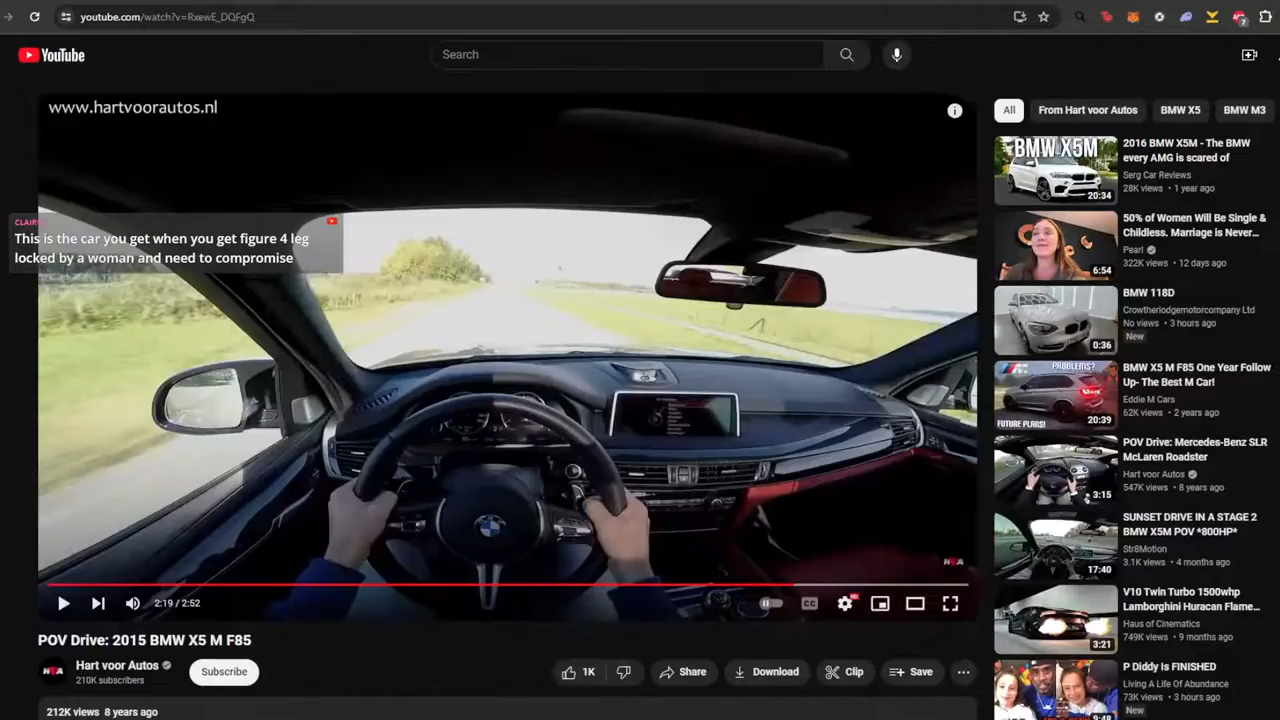 youtube.com/watch?v=RxewE_DQFgQ
YouTube
Search
www.hartvoorautos.nl
This is the car you get when you get figure 4 leg
locked by a woman and need to compromise
2:19 / 2:52
CC
HD
POV Drive: 2015 BMW X5 M F85
Hart voor Autos
210K subscribers
Subscribe
1K
Share
Download
Clip
Save
212K views 8 years ago
All
From Hart voor Autos
BMW X5
BMW M3
BMW X5M
20:34
2016 BMW X5M - The BMW
every AMG is scared of
Serg Car Reviews
28K views • 1 year ago
6:54
50% of Women Will Be Single &
Childless. Marriage is Never...
Pearl
322K views • 12 days ago
0:36
BMW 118D
Crowtherlodgemotorcompany Ltd
No views • 3 hours ago
New
PROBLEMS?
FUTURE PLANS!
20:39
BMW X5 M F85 One Year Follow
Up- The Best M Car!
Eddie M Cars
62K views • 2 years ago
3:15
POV Drive: Mercedes-Benz SLR
McLaren Roadster
Hart voor Autos
547K views • 8 years ago
17:40
SUNSET DRIVE IN A STAGE 2
BMW X5M POV *800HP*
Str8Motion
3.1K views • 4 months ago
3:21
V10 Twin Turbo 1500whp
Lamborghini Huracan Flame...
Haus of Cinematics
749K views • 9 months ago
9:48
P Diddy Is FINISHED
Living A Life Of Abundance
73K views • 3 hours ago
New